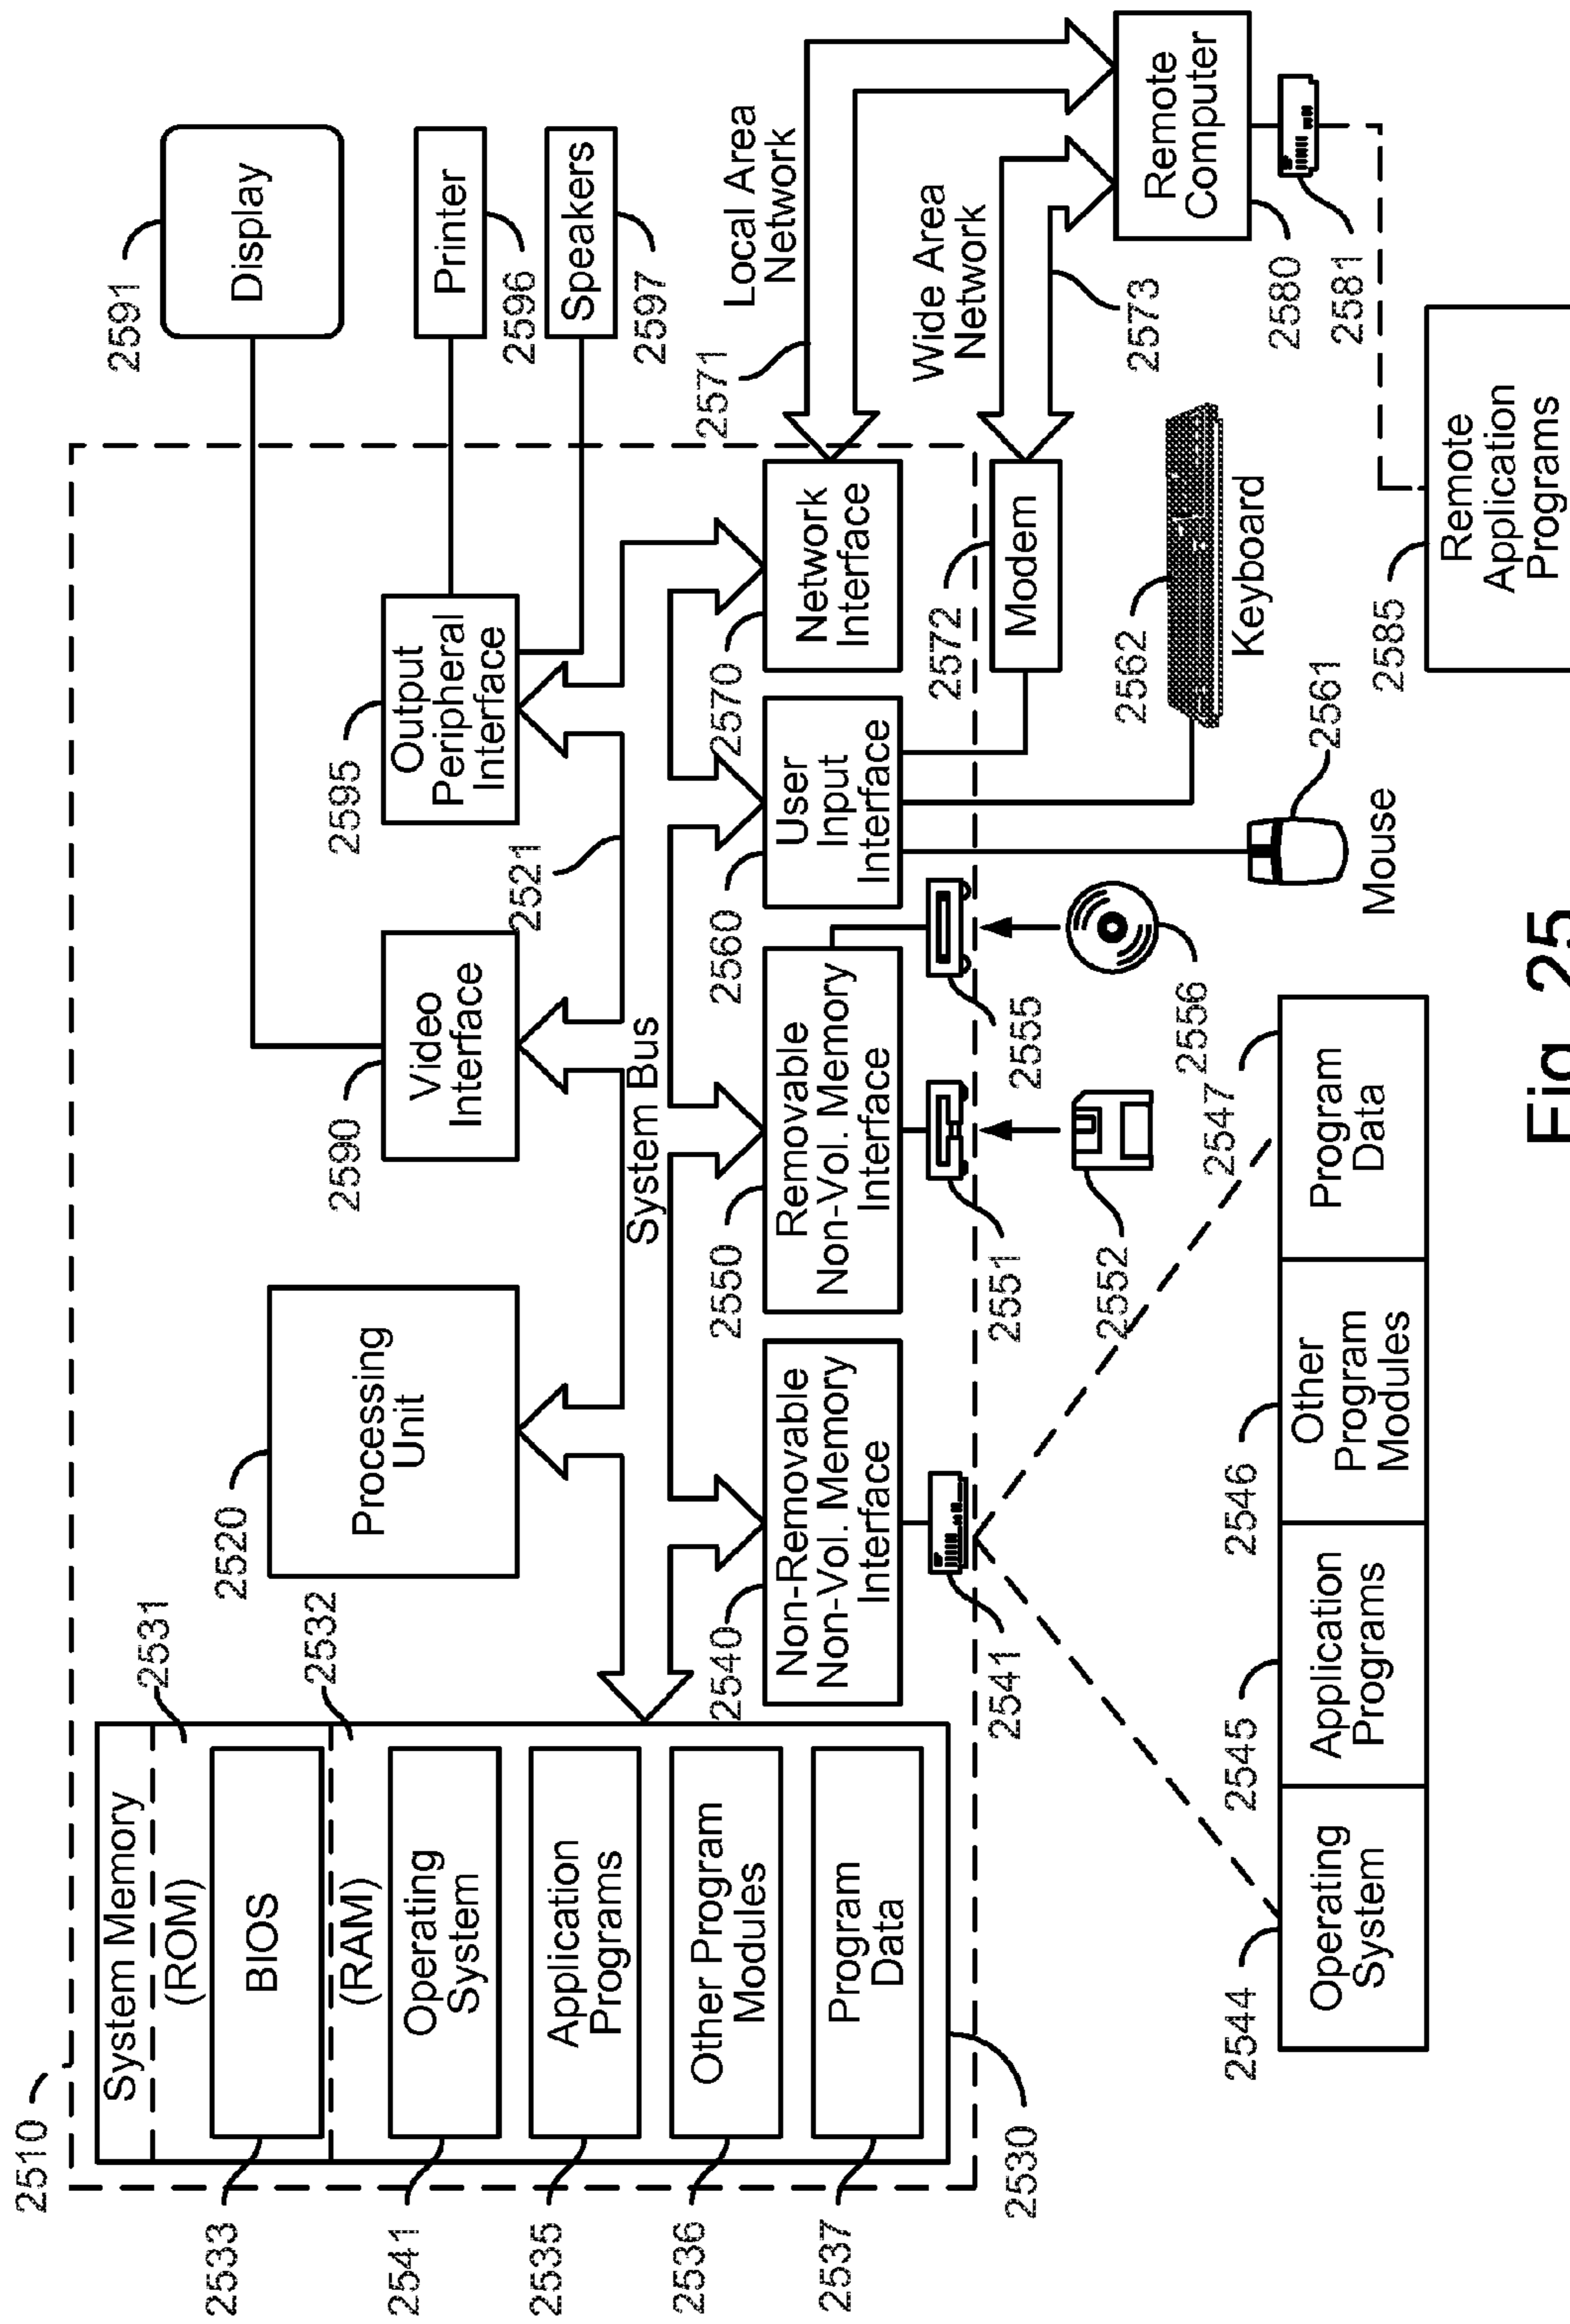 2510
System Memory
(ROM)
2531
BIOS
2533
(RAM)
2532
Operating
System
2541
Application
Programs
2535
Other Program
Modules
2536
Program
Data
2537
2530
2520
Processing
Unit
2590
Video
Interface
2595
Output
Peripheral
Interface
2591
Display
Printer
2596
Speakers
2597
2521
System Bus
2540
Non-Removable
Non-Vol. Memory
Interface
2541
2550
Removable
Non-Vol. Memory
Interface
2551
2552
2555
2556
2560
User
Input
Interface
2570
Network
Interface
2571
Local Area
Network
2572
Modem
Wide Area
Network
2573
Remote
Computer
2580
2581
2585
Remote
Application
Programs
2562
Keyboard
2561
Mouse
2544
Operating
System
2545
Application
Programs
2546
Other
Program
Modules
2547
Program
Data
Fig. 25